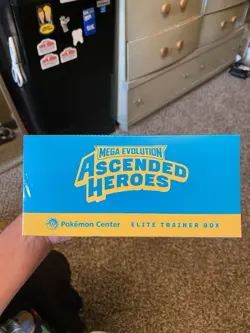 MEGA EVOLUTION
ASCENDED
HEROES
Pokémon Center ELITE TRAINER BOX